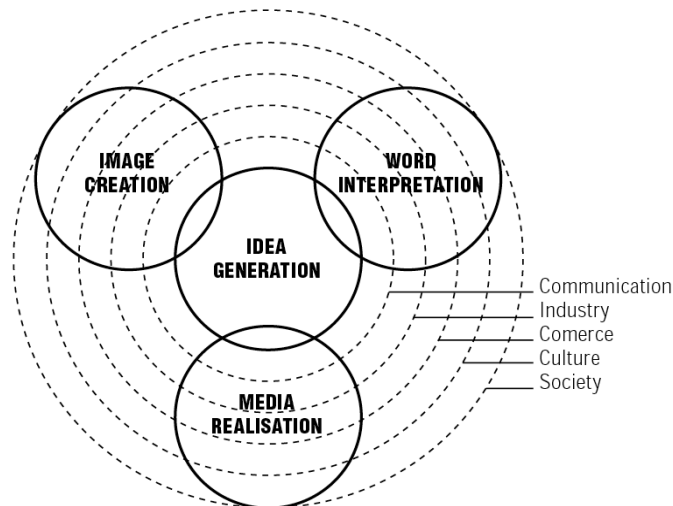 IMAGE
CREATION
WORD
INTERPRETATION
IDEA
GENERATION
MEDIA
REALISATION
Communication
Industry
Comerce
Culture
Society